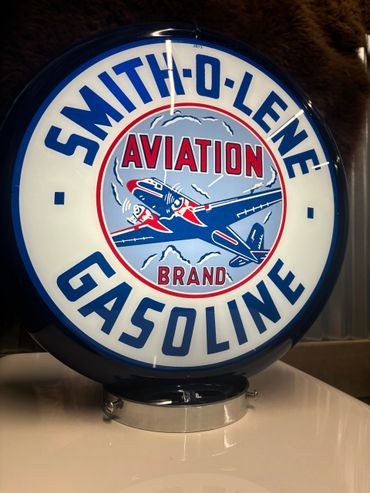 SMITH-O-LENE
AVIATION
BRAND
GASOLINE